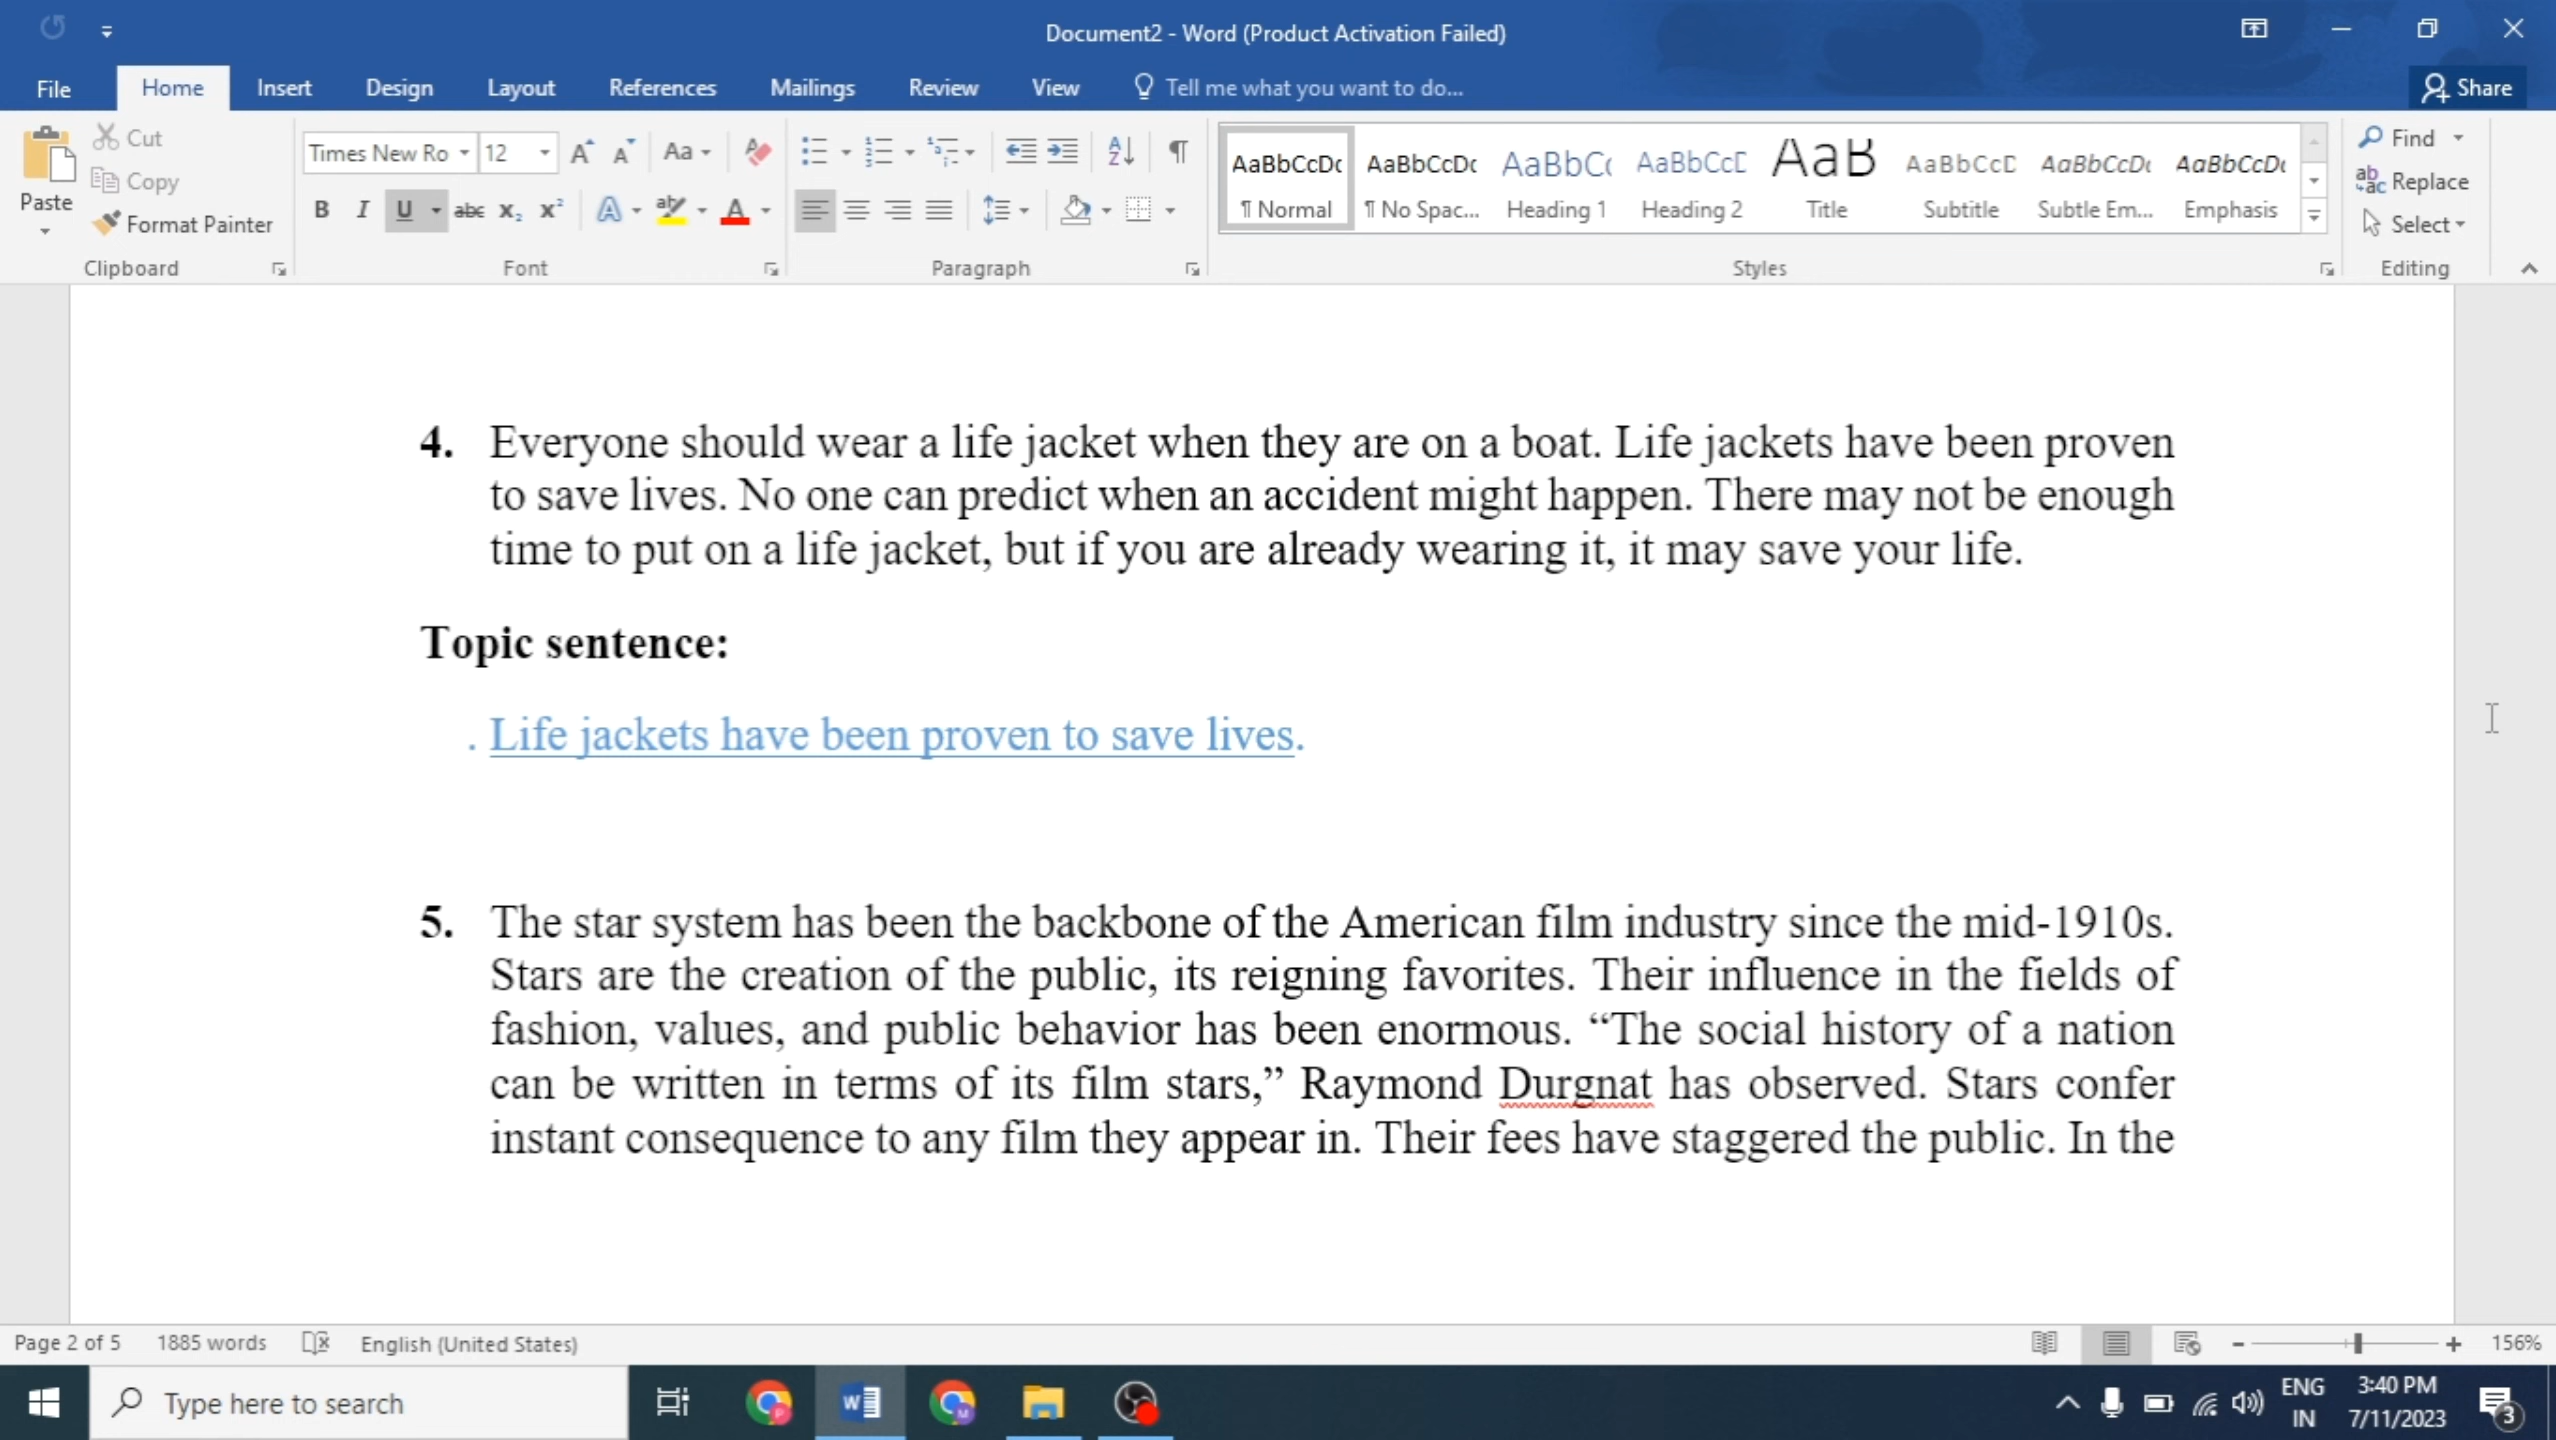 Document2 - Word (Product Activation Failed)
File Home Insert Design Layout References Mailings Review View Tell me what you want to do... Share
Cut
Copy
Format Painter
Paste
Clipboard
Times New Ro 12
Font
Paragraph
AaBbCcDc AaBbCcDc AaBbC AaBbCcD AaB AaBbCcD AaBbCcDc AaBbCcDc
¶ Normal ¶ No Spac... Heading 1 Heading 2 Title Subtitle Subtle Em... Emphasis
Styles
Find
Replace
Select
Editing
4. Everyone should wear a life jacket when they are on a boat. Life jackets have been proven
to save lives. No one can predict when an accident might happen. There may not be enough
time to put on a life jacket, but if you are already wearing it, it may save your life.
Topic sentence:
. Life jackets have been proven to save lives.
5. The star system has been the backbone of the American film industry since the mid-1910s.
Stars are the creation of the public, its reigning favorites. Their influence in the fields of
fashion, values, and public behavior has been enormous. “The social history of a nation
can be written in terms of its film stars,” Raymond Durgnat has observed. Stars confer
instant consequence to any film they appear in. Their fees have staggered the public. In the
Page 2 of 5 1885 words English (United States) 156%
Type here to search
ENG
IN
3:40 PM
7/11/2023
3